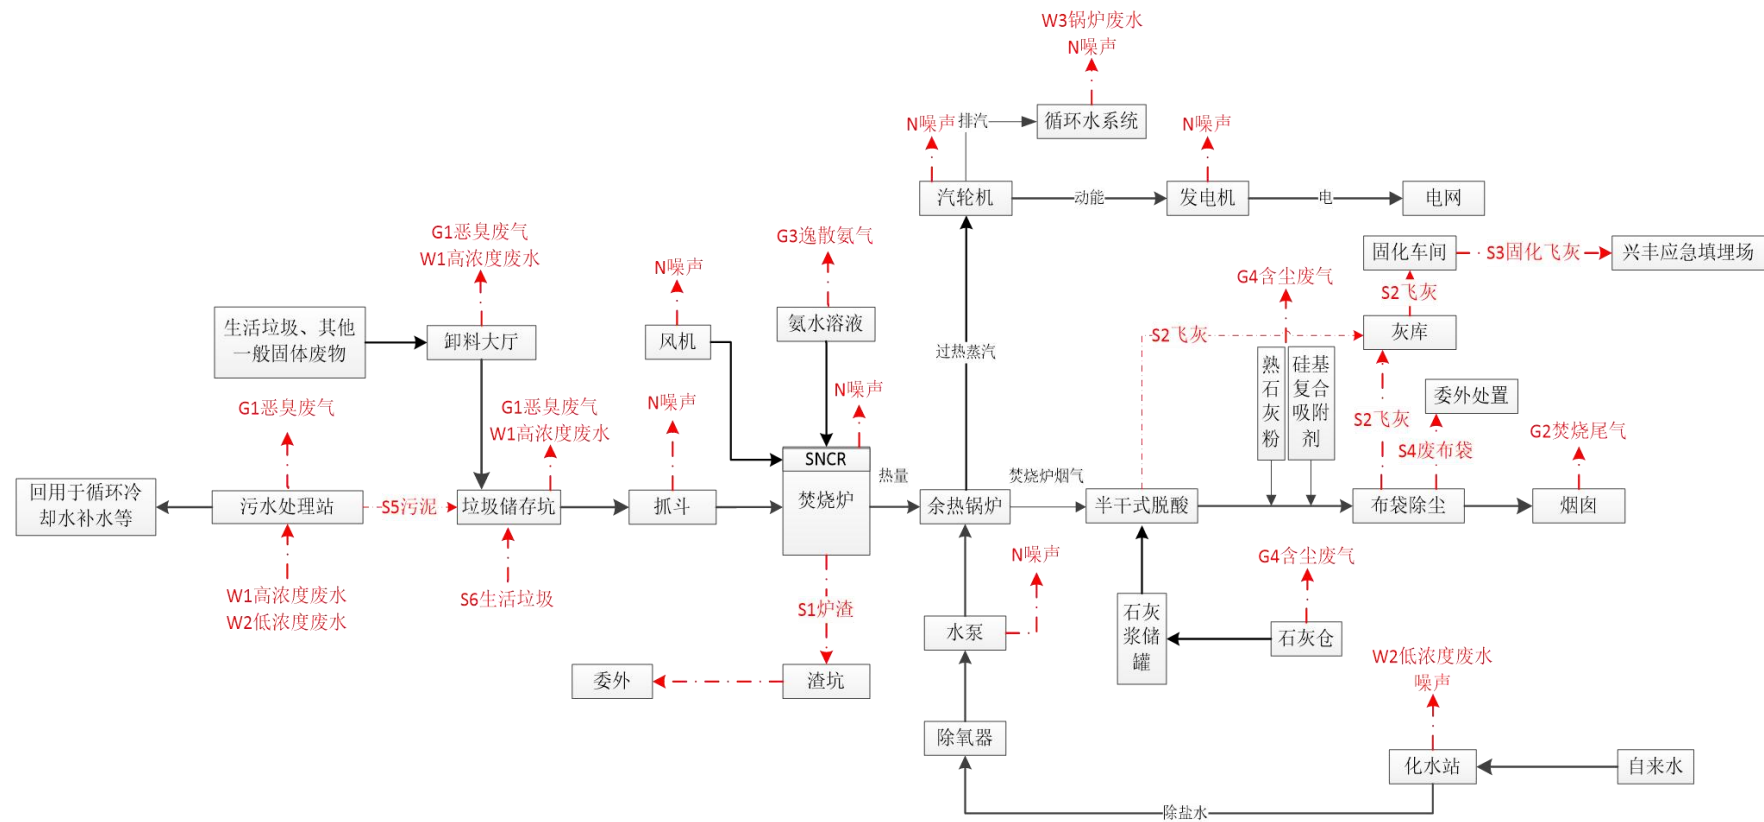 W3锅炉废水
N噪声
N噪声
排汽
循环水系统
N噪声
汽轮机
动能
发电机
电
电网
G1恶臭废气
W1高浓度废水
G3逸散氨气
固化车间
S3固化飞灰
兴丰应急填埋场
N噪声
G4含尘废气
S2飞灰
生活垃圾、其他
一般固体废物
卸料大厅
风机
氨水溶液
过热蒸汽
S2飞灰
灰库
熟
石
灰
粉
硅基
复合
吸附
剂
委外处置
G1恶臭废气
G1恶臭废气
W1高浓度废水
N噪声
N噪声
S2飞灰
S4废布袋
G2焚烧尾气
SNCR
焚烧炉
热量
焚烧炉烟气
回用于循环冷
却水补水等
污水处理站
S5污泥
垃圾储存坑
抓斗
余热锅炉
半干式脱酸
布袋除尘
烟囱
N噪声
G4含尘废气
W1高浓度废水
W2低浓度废水
S6生活垃圾
S1炉渣
水泵
石灰
浆储
罐
石灰仓
委外
渣坑
W2低浓度废水
噪声
除氧器
化水站
自来水
除盐水